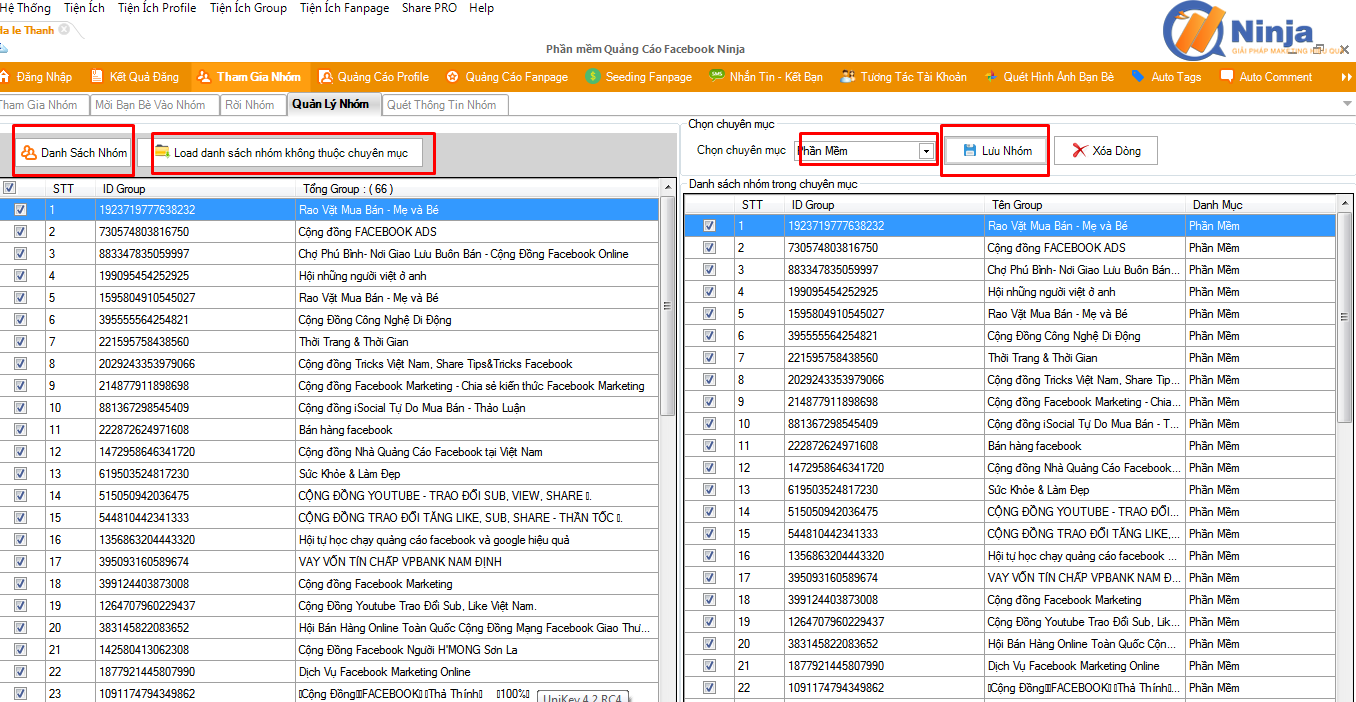 Hệ Thống Tiện Ích Tiện Ích Profile Tiện Ích Group Tiện Ích Fanpage Share PRO Help
Ha le Thanh
Ninja
GIẢI PHÁP MARKETING HIỆU QUẢ
Phần mềm Quảng Cáo Facebook Ninja
Đăng Nhập Kết Quả Đăng Tham Gia Nhóm Quảng Cáo Profile Quảng Cáo Fanpage Seeding Fanpage SMS Nhắn Tin - Kết Bạn Tương Tác Tài Khoản Quét Hình Ảnh Bạn Bè Auto Tags Auto Comment
Tham Gia Nhóm Mời Bạn Bè Vào Nhóm Rời Nhóm Quản Lý Nhóm Quét Thông Tin Nhóm
Danh Sách Nhóm Load danh sách nhóm không thuộc chuyên mục
STT ID Group Tổng Group : ( 66 )
1 1923719777638232 Rao Vặt Mua Bán - Mẹ và Bé
2 730574803816750 Cộng đồng FACEBOOK ADS
3 883347835059997 Chợ Phú Bình- Nơi Giao Lưu Buôn Bán - Cộng Đồng Facebook Online
4 199095454252925 Hội những người việt ở anh
5 1595804910545027 Rao Vặt Mua Bán - Mẹ và Bé
6 395555564254821 Cộng Đồng Công Nghệ Di Động
7 221595758438560 Thời Trang & Thời Gian
8 2029243353979066 Cộng đồng Tricks Việt Nam, Share Tips&Tricks Facebook
9 214877911898698 Cộng đồng Facebook Marketing - Chia sẻ kiến thức Facebook Marketing
10 881367298545409 Cộng đồng iSocial Tự Do Mua Bán - Thảo Luận
11 222872624971608 Bán hàng facebook
12 1472958646341720 Cộng đồng Nhà Quảng Cáo Facebook tại Việt Nam
13 619503524817230 Sức Khỏe & Làm Đẹp
14 515050942036475 CỘNG ĐỒNG YOUTUBE - TRAO ĐỔI SUB, VIEW, SHARE .
15 544810442341333 CỘNG ĐỒNG TRAO ĐỔI TĂNG LIKE, SUB, SHARE - THẦN TỐC .
16 1356863204443320 Hội tự học chạy quảng cáo facebook và google hiệu quả
17 395093160589674 VAY VỐN TÍN CHẤP VPBANK NAM ĐỊNH
18 399124403873008 Cộng đồng Facebook Marketing
19 1264707960229437 Cộng Đồng Youtube Trao Đổi Sub, Like Việt Nam.
20 383145822083652 Hội Bán Hàng Online Toàn Quốc Cộng Đồng Mạng Facebook Giao Thư...
21 142580413062308 Cộng Đồng Facebook Người H'MONG Sơn La
22 1877921445807990 Dịch Vụ Facebook Marketing Online
23 1091174794349862 Cộng Đồng FACEBOOK Thả Thính 100%
UniKey 4.2 RC4
Chọn chuyên mục
Chọn chuyên mục Phần Mềm Lưu Nhóm Xóa Dòng
Danh sách nhóm trong chuyên mục
STT ID Group Tên Group Danh Mục
1 1923719777638232 Rao Vặt Mua Bán - Mẹ và Bé Phần Mềm
2 730574803816750 Cộng đồng FACEBOOK ADS Phần Mềm
3 883347835059997 Chợ Phú Bình- Nơi Giao Lưu Buôn Bán... Phần Mềm
4 199095454252925 Hội những người việt ở anh Phần Mềm
5 1595804910545027 Rao Vặt Mua Bán - Mẹ và Bé Phần Mềm
6 395555564254821 Cộng Đồng Công Nghệ Di Động Phần Mềm
7 221595758438560 Thời Trang & Thời Gian Phần Mềm
8 2029243353979066 Cộng đồng Tricks Việt Nam, Share Tip... Phần Mềm
9 214877911898698 Cộng đồng Facebook Marketing - Chia... Phần Mềm
10 881367298545409 Cộng đồng iSocial Tự Do Mua Bán - T... Phần Mềm
11 222872624971608 Bán hàng facebook Phần Mềm
12 1472958646341720 Cộng đồng Nhà Quảng Cáo Facebook... Phần Mềm
13 619503524817230 Sức Khỏe & Làm Đẹp Phần Mềm
14 515050942036475 CỘNG ĐỒNG YOUTUBE - TRAO ĐỔI... Phần Mềm
15 544810442341333 CỘNG ĐỒNG TRAO ĐỔI TĂNG LIKE,... Phần Mềm
16 1356863204443320 Hội tự học chạy quảng cáo facebook ... Phần Mềm
17 395093160589674 VAY VỐN TÍN CHẤP VPBANK NAM Đ... Phần Mềm
18 399124403873008 Cộng đồng Facebook Marketing Phần Mềm
19 1264707960229437 Cộng Đồng Youtube Trao Đổi Sub, Lik... Phần Mềm
20 383145822083652 Hội Bán Hàng Online Toàn Quốc Cộn... Phần Mềm
21 1877921445807990 Dịch Vụ Facebook Marketing Online Phần Mềm
22 1091174794349862 Cộng Đồng FACEBOOK Thả Thính ... Phần Mềm